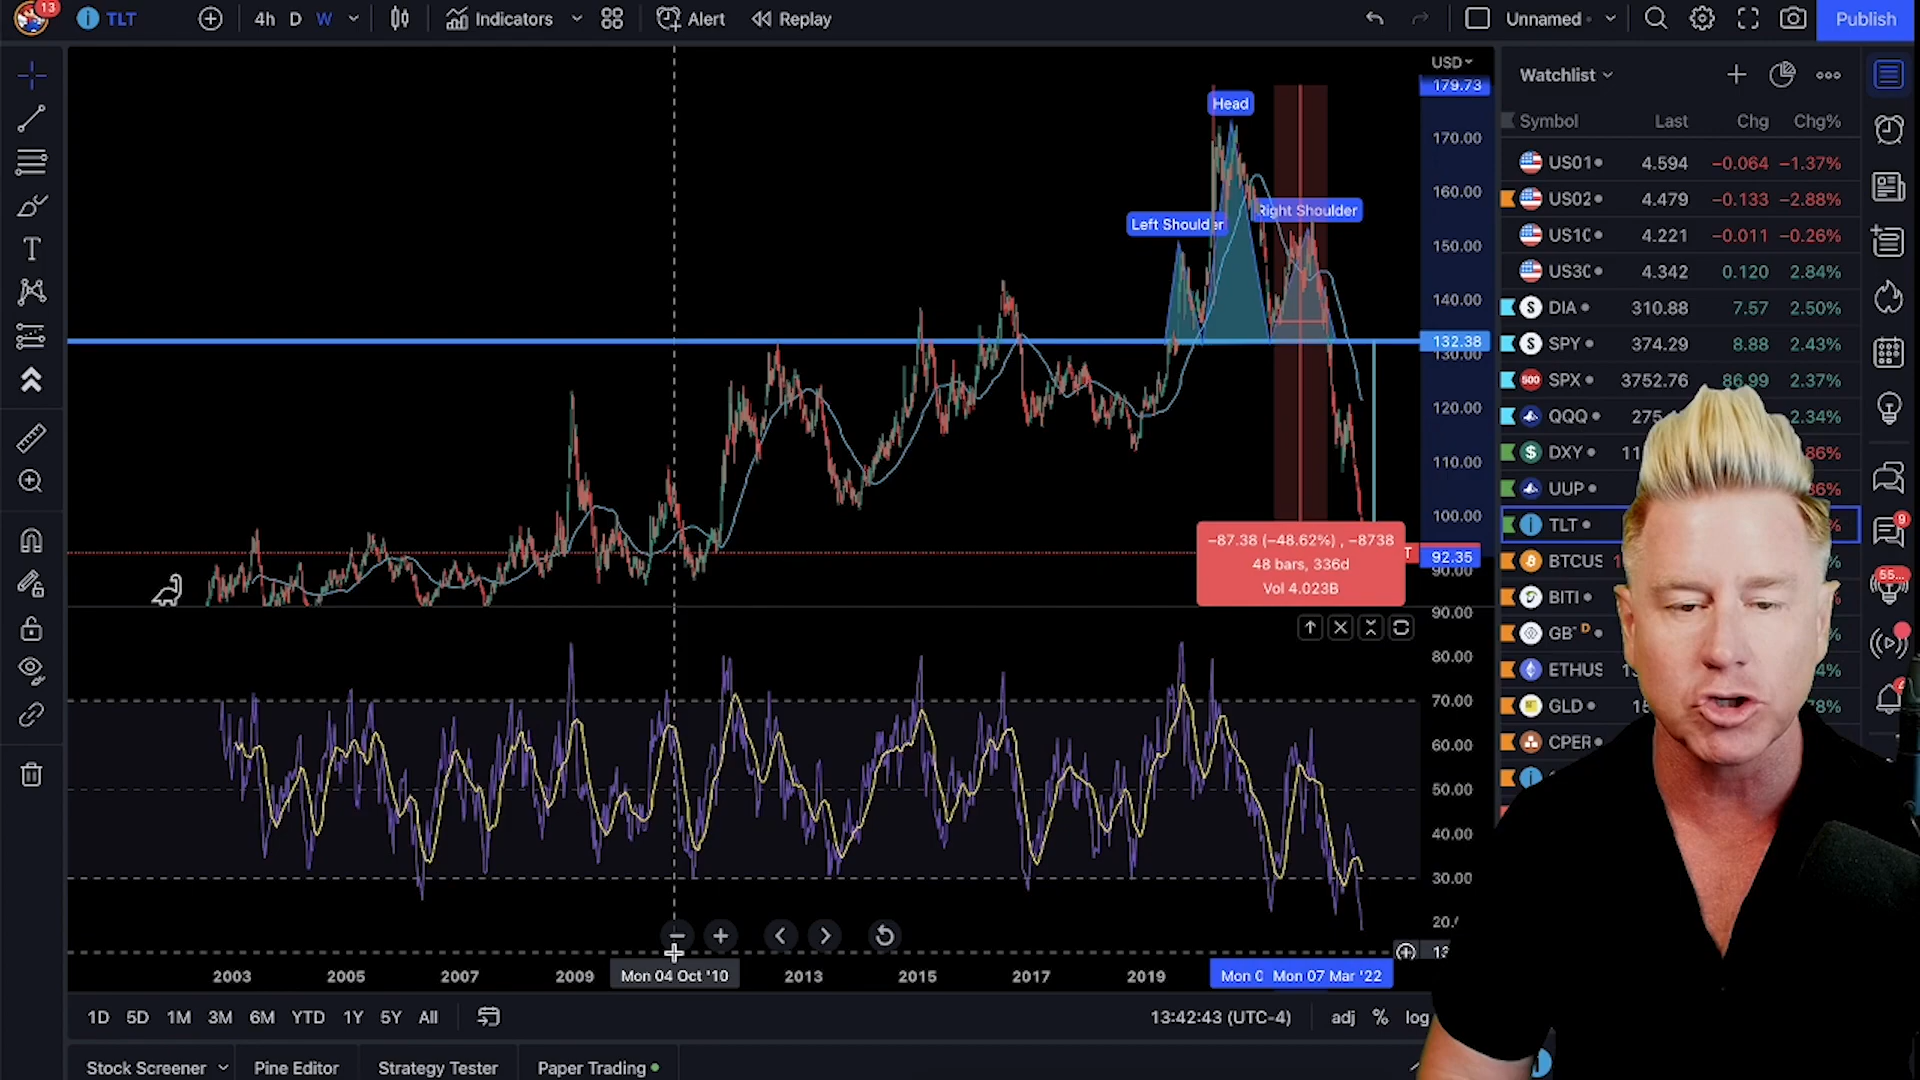 13
TLT
4h D W
Indicators
Alert
Replay
Unnamed
Publish
USD
179.73
170.00
160.00
150.00
140.00
132.38
130.00
120.00
110.00
100.00
92.35
90.00
Head
Left Shoulder
Right Shoulder
−87.38 (−48.62%) , −8738
48 bars, 336d
Vol 4.023B
T
90.00
80.00
70.00
60.00
50.00
40.00
30.00
2003 2005 2007 2009 Mon 04 Oct '10 2013 2015 2017 2019 Mon 07 Mar '22
1D 5D 1M 3M 6M YTD 1Y 5Y All
13:42:43 (UTC-4)
adj % log
Stock Screener
Pine Editor
Strategy Tester
Paper Trading
Watchlist
Symbol Last Chg Chg%
US01 4.594 −0.064 −1.37%
US02 4.479 −0.133 −2.88%
US10 4.221 −0.011 −0.26%
US30 4.342 0.120 2.84%
DIA 310.88 7.57 2.50%
SPY 374.29 8.88 2.43%
500 SPX 3752.76 86.99 2.37%
QQQ 275. 2.34%
DXY 11 86%
UUP 86%
TLT %
BTCUS
BITI
GB D
ETHUS 4%
GLD 78%
CPER
9
55...